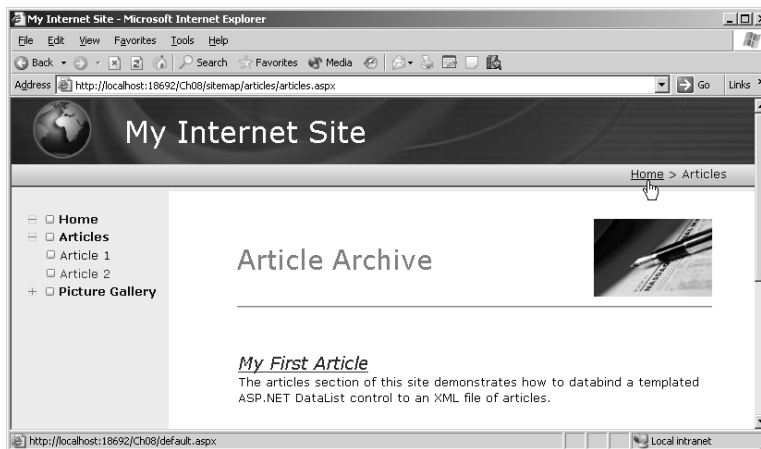 My Internet Site - Microsoft Internet Explorer
File Edit View Favorites Tools Help
Back Search Favorites Media
Address http://localhost:18692/Ch08/sitemap/articles/articles.aspx Go Links
My Internet Site
Home > Articles
Home
Articles
Article 1
Article 2
Picture Gallery
Article Archive
My First Article
The articles section of this site demonstrates how to databind a templated
ASP.NET DataList control to an XML file of articles.
http://localhost:18692/Ch08/default.aspx Local intranet